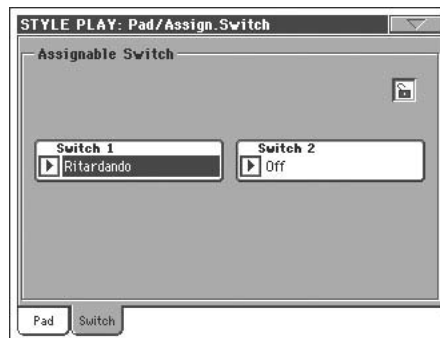 STYLE PLAY: Pad/Assign.Switch
Assignable Switch
Switch 1
Ritardando
Switch 2
Off
Pad
Switch